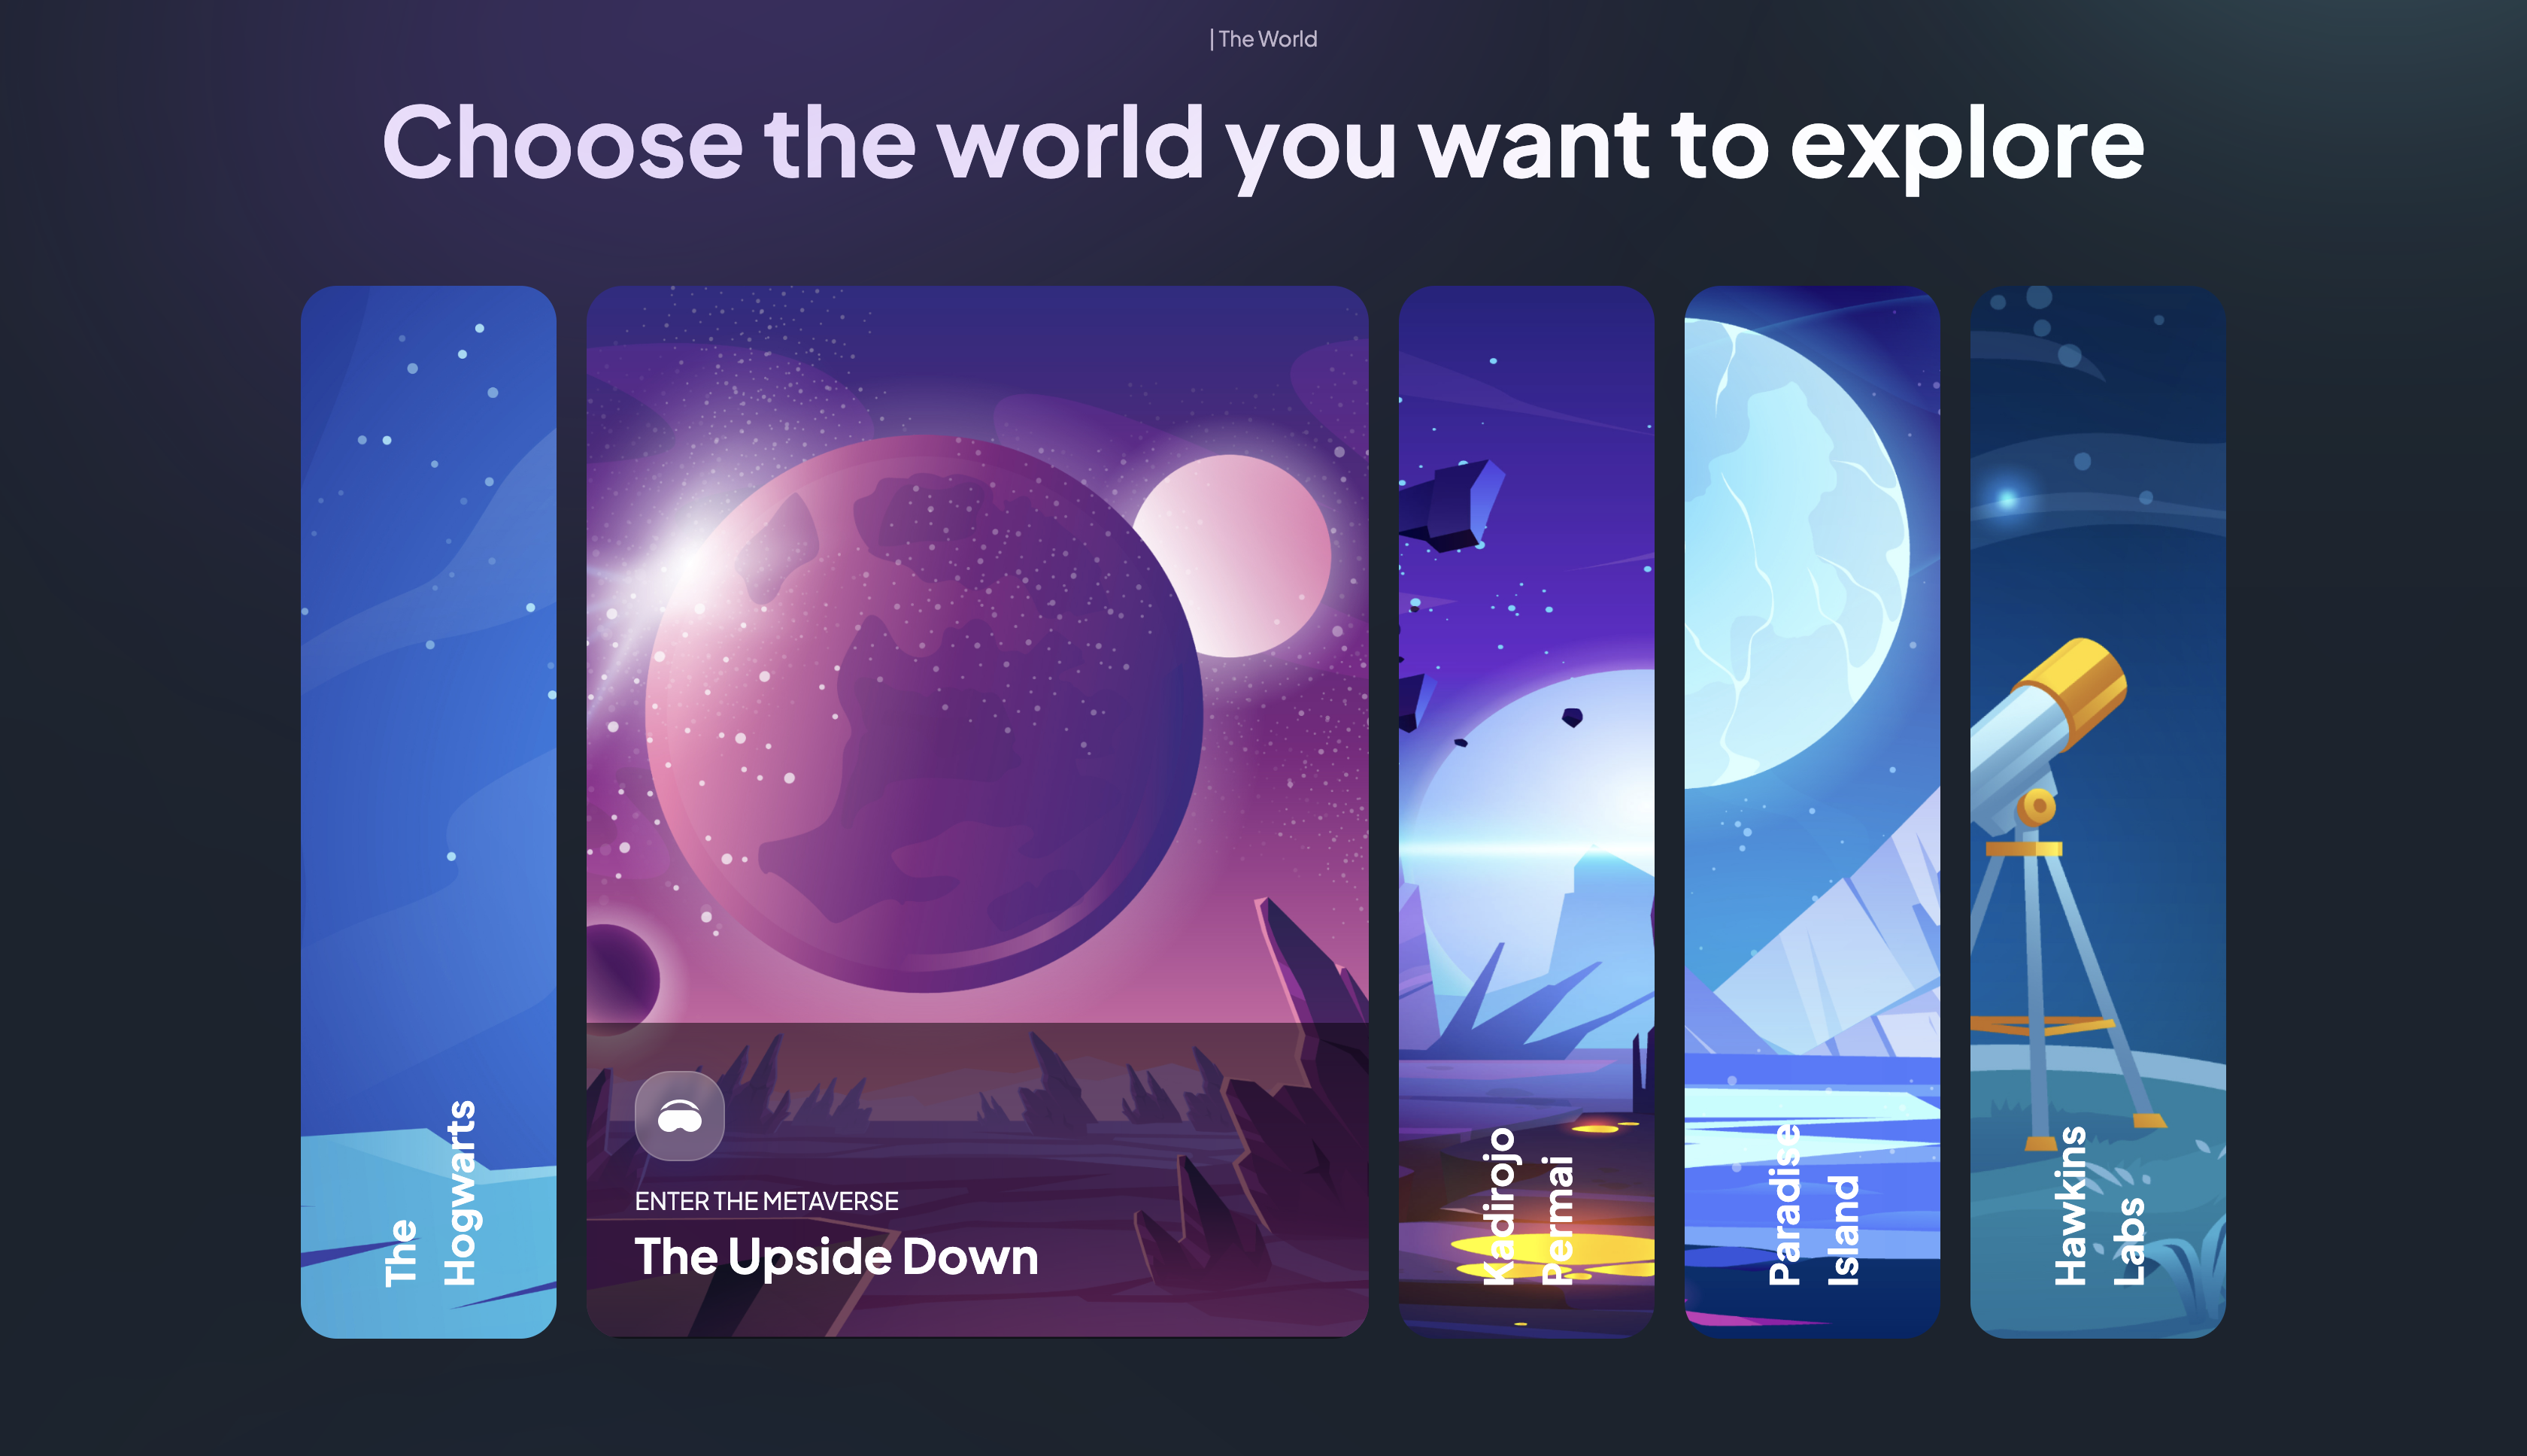 | The World
Choose the world you want to explore
The
Hogwarts
ENTER THE METAVERSE
The Upside Down
Kadirojo
Permai
Paradise
Island
Hawkins
Labs